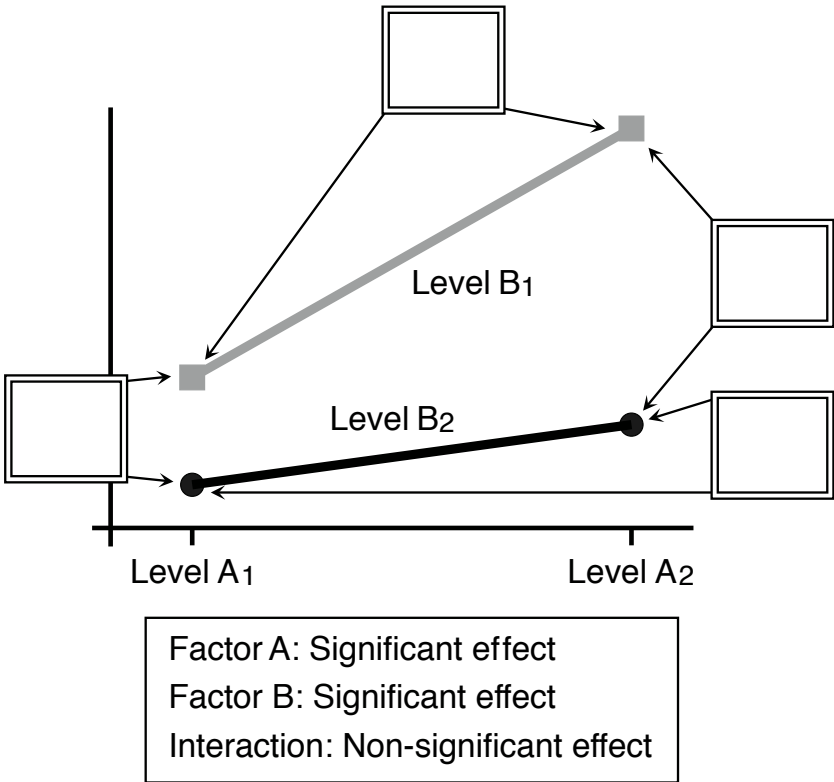 Level B1
Level B2
Level A1
Level A2
Factor A: Significant effect
Factor B: Significant effect
Interaction: Non-significant effect